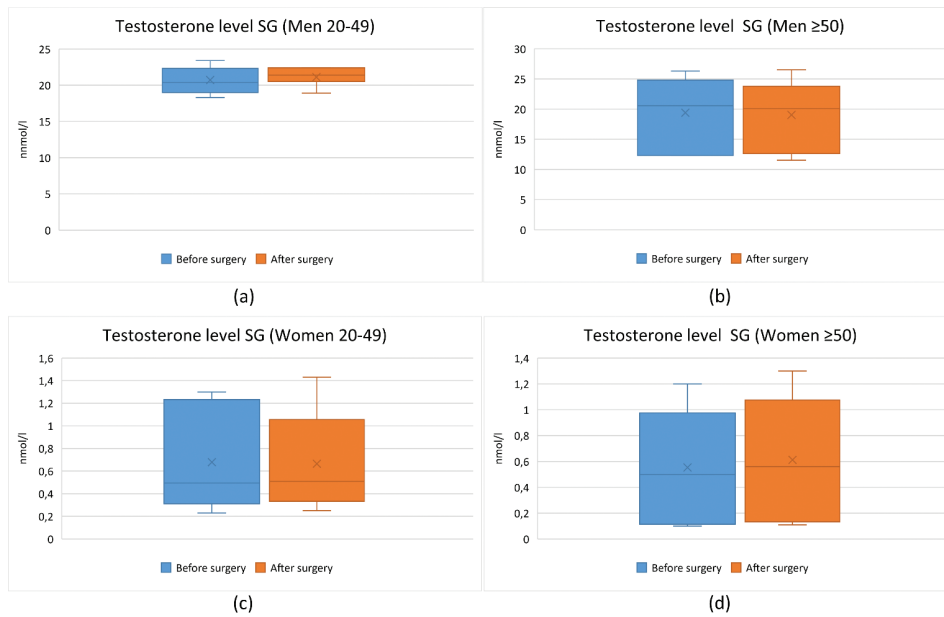 Testosterone level SG (Men 20-49)
25
20
15
10
5
0
nnmol/l
Before surgery After surgery
(a)
Testosterone level SG (Men ≥50)
30
25
20
15
10
5
0
nnmol/l
Before surgery After surgery
(b)
Testosterone level SG (Women 20-49)
1,6
1,4
1,2
1
0,8
0,6
0,4
0,2
0
nmol/l
Before surgery After surgery
(c)
Testosterone level SG (Women ≥50)
1,4
1,2
1
0,8
0,6
0,4
0,2
0
nmol/l
Before surgery After surgery
(d)